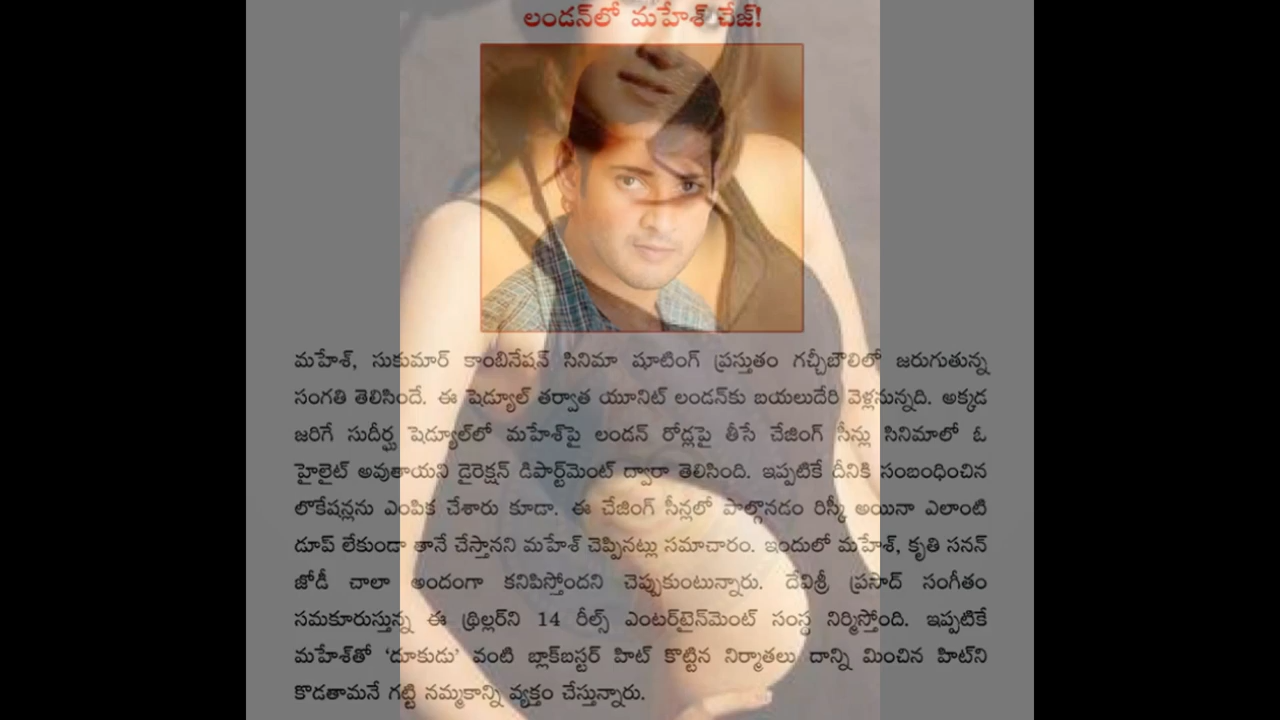 లండన్‌లో మహేశ్ చేజ్!
మహేశ్, సుకుమార్ కాంబినేషన్ సినిమా షూటింగ్ ప్రస్తుతం గచ్చీబౌలిలో జరుగుతున్న
సంగతి తెలిసిందే. ఈ షెడ్యూల్ తర్వాత యూనిట్ లండన్‌కు బయలుదేరి వెళ్లనున్నది. అక్కడ
జరిగే సుదీర్ఘ షెడ్యూల్‌లో మహేశ్‌పై లండన్ రోడ్లపై తీసే చేజింగ్ సీన్లు సినిమాలో ఓ
హైలైట్ అవుతాయని డైరెక్షన్ డిపార్ట్‌మెంట్ ద్వారా తెలిసింది. ఇప్పటికే దీనికి సంబంధించిన
లొకేషన్లను ఎంపిక చేశారు కూడా. ఈ చేజింగ్ సీన్లలో పాల్గొనడం రిస్కీ అయినా ఎలాంటి
డూప్ లేకుండా తానే చేస్తానని మహేశ్ చెప్పినట్లు సమాచారం. ఇందులో మహేశ్, కృతి సనన్
జోడీ చాలా అందంగా కనిపిస్తోందని చెప్పుకుంటున్నారు. దేవిశ్రీ ప్రసాద్ సంగీతం
సమకూరుస్తున్న ఈ థ్రిల్లర్‌ని 14 రీల్స్ ఎంటర్‌టైన్‌మెంట్ సంస్థ నిర్మిస్తోంది. ఇప్పటికే
మహేశ్‌తో ‘దూకుడు’ వంటి బ్లాక్‌బస్టర్ హిట్ కొట్టిన నిర్మాతలు దాన్ని మించిన హిట్‌ని
కొడతామనే గట్టి నమ్మకాన్ని వ్యక్తం చేస్తున్నారు.